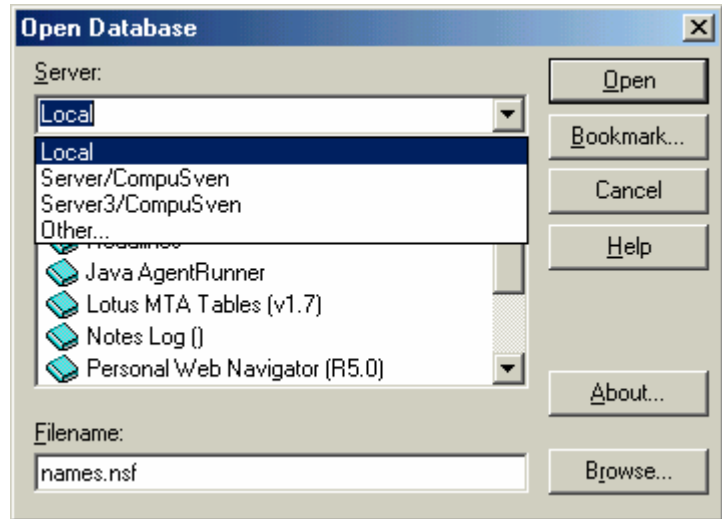 Open Database
Server:
Local
Local
Server/CompuSven
Server3/CompuSven
Other...
Java AgentRunner
Lotus MTA Tables (v1.7)
Notes Log ()
Personal Web Navigator (R5.0)
Filename:
names.nsf
Open
Bookmark...
Cancel
Help
About...
Browse...